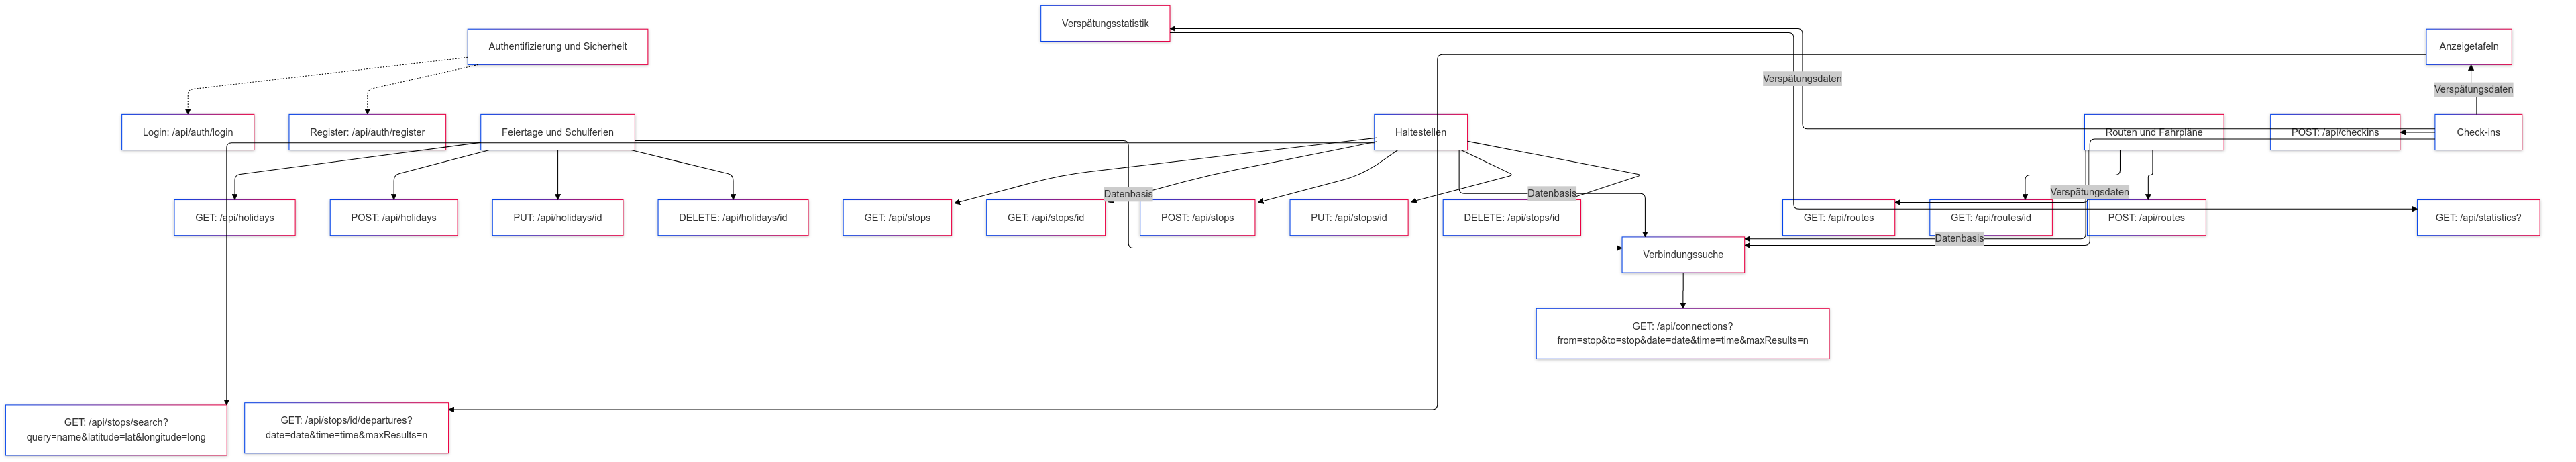 Verspätungsstatistik
Authentifizierung und Sicherheit
Anzeigetafeln
Verspätungsdaten
Verspätungsdaten
Login: /api/auth/login
Register: /api/auth/register
Feiertage und Schulferien
Haltestellen
Routen und Fahrpläne
POST: /api/checkins
Check-ins
Datenbasis
Datenbasis
Verspätungsdaten
GET: /api/holidays
POST: /api/holidays
PUT: /api/holidays/id
DELETE: /api/holidays/id
GET: /api/stops
GET: /api/stops/id
POST: /api/stops
PUT: /api/stops/id
DELETE: /api/stops/id
GET: /api/routes
GET: /api/routes/id
POST: /api/routes
GET: /api/statistics?
Datenbasis
Verbindungssuche
GET: /api/connections?
from=stop&to=stop&date=date&time=time&maxResults=n
GET: /api/stops/search?
query=name&latitude=lat&longitude=long
GET: /api/stops/id/departures?
date=date&time=time&maxResults=n